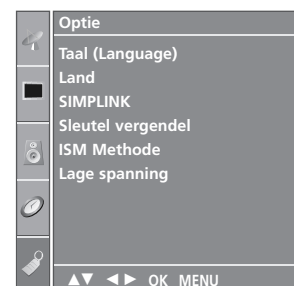 Optie
Taal (Language)
Land
SIMPLINK
Sleutel vergendel
ISM Methode
Lage spanning
▲▼ ◄► OK MENU